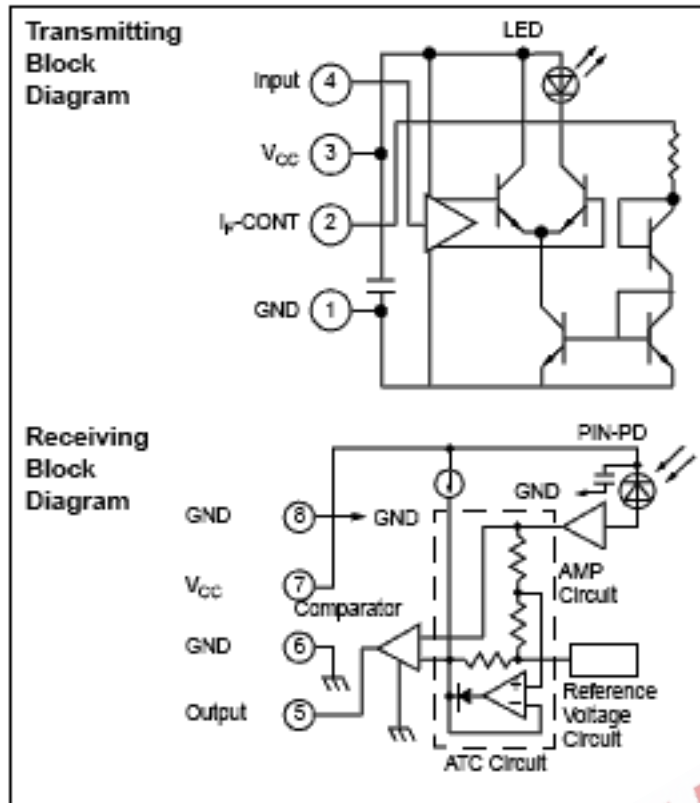 Transmitting
Block
Diagram
LED
Input 4
VCC 3
IF-CONT 2
GND 1
Receiving
Block
Diagram
PIN-PD
GND
GND 8 GND
AMP
Circuit
VCC 7
Comparator
GND 6
Reference
Voltage
Circuit
Output 5
ATC Circuit
+
−